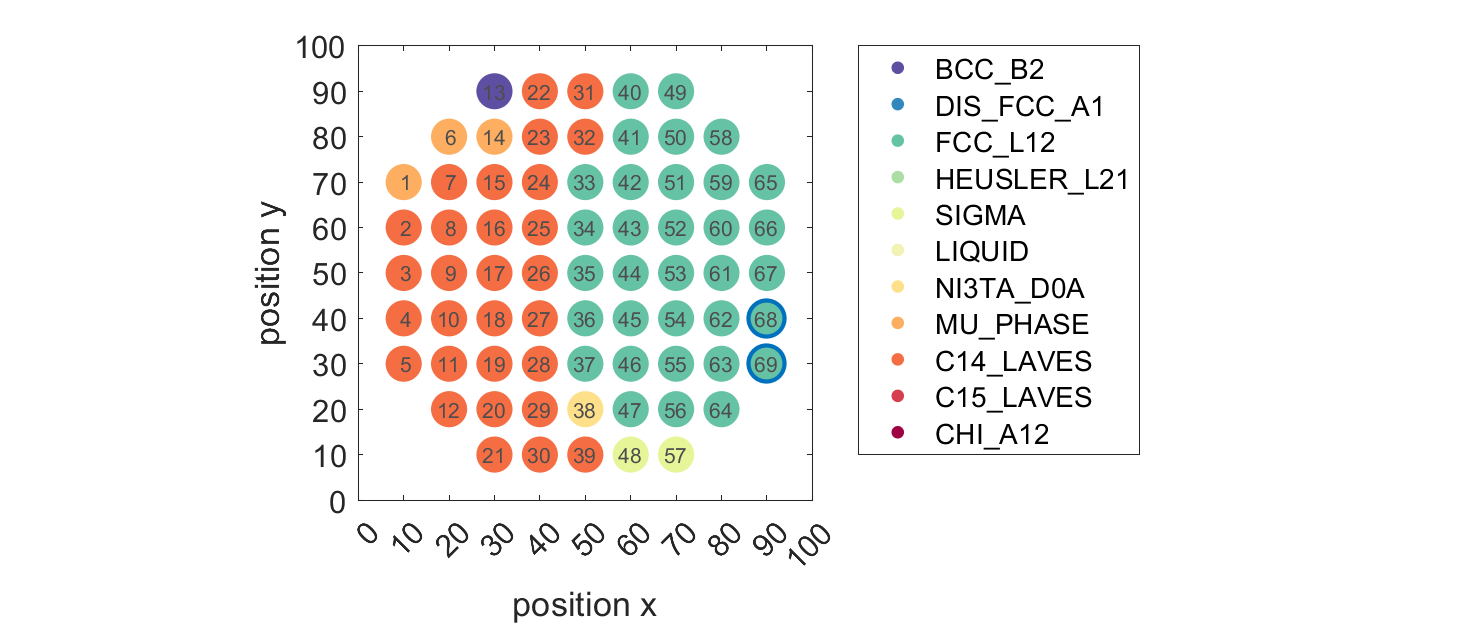 100
90
80
70
60
50
40
30
20
10
0
position y
13 22 31 40 49
6 14 23 32 41 50 58
1 7 15 24 33 42 51 59 65
2 8 16 25 34 43 52 60 66
3 9 17 26 35 44 53 61 67
4 10 18 27 36 45 54 62 68
5 11 19 28 37 46 55 63 69
12 20 29 38 47 56 64
21 30 39 48 57
0 10 20 30 40 50 60 70 80 90 100
position x
BCC_B2
DIS_FCC_A1
FCC_L12
HEUSLER_L21
SIGMA
LIQUID
NI3TA_D0A
MU_PHASE
C14_LAVES
C15_LAVES
CHI_A12